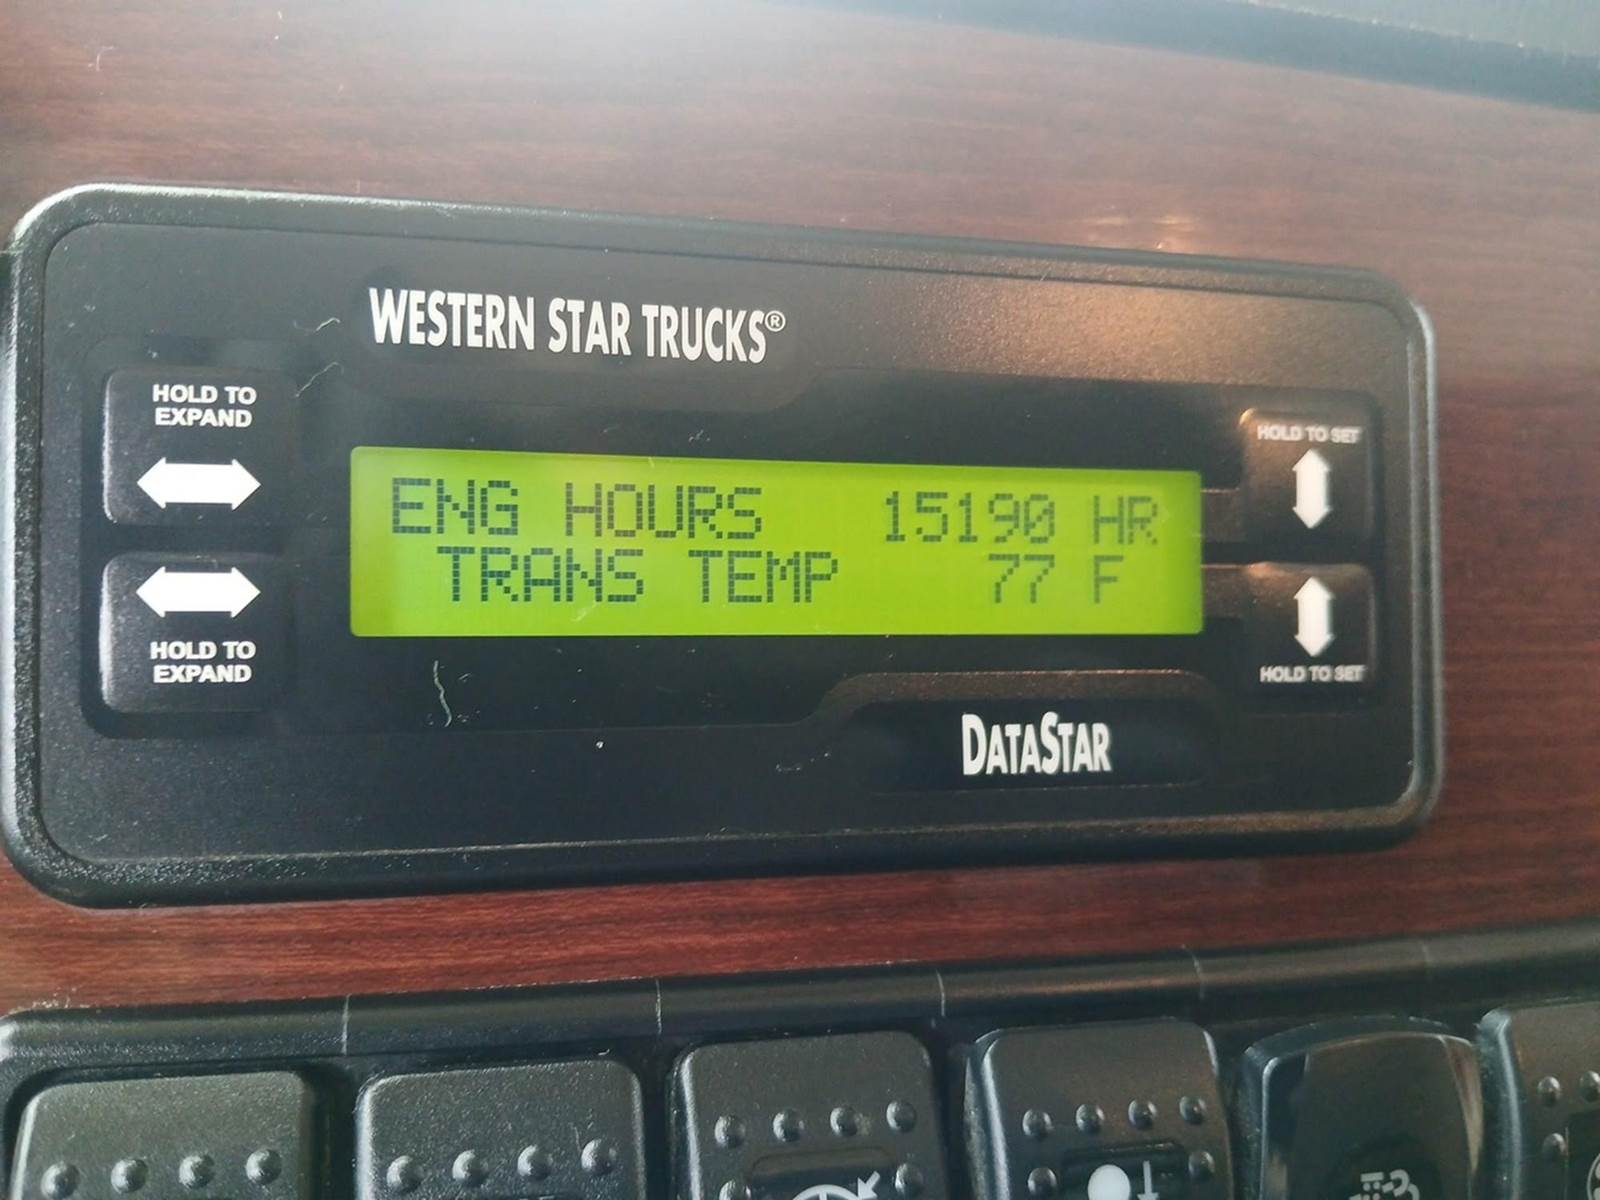 WESTERN STAR TRUCKS®
HOLD TO
EXPAND
HOLD TO SET
ENG HOURS 15190 HR
TRANS TEMP 77 F
HOLD TO
EXPAND
HOLD TO SET
DATASTAR